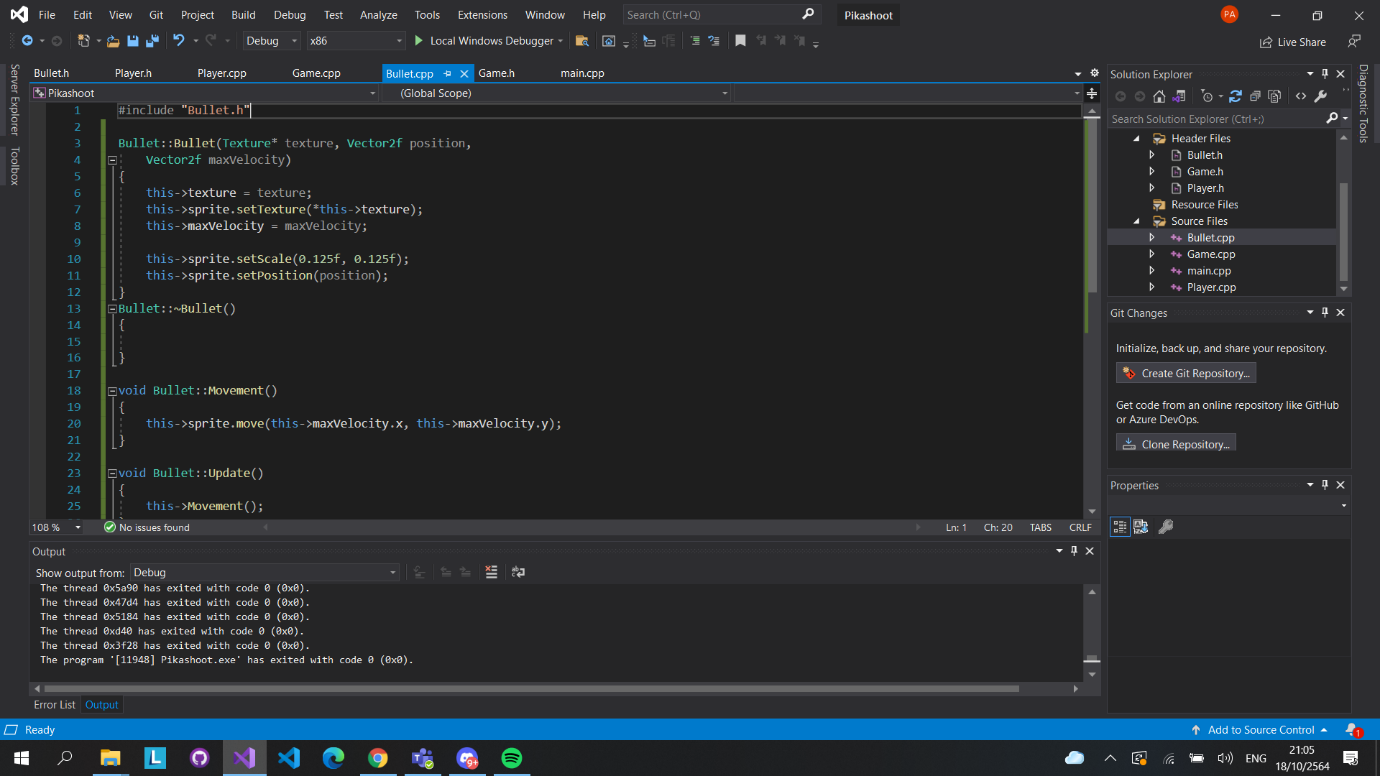 File Edit View Git Project Build Debug Test Analyze Tools Extensions Window Help Search (Ctrl+Q) Pikashoot PA
Debug x86 Local Windows Debugger Live Share
Server Explorer
Toolbox
Bullet.h Player.h Player.cpp Game.cpp Bullet.cpp Game.h main.cpp
Pikashoot (Global Scope)
1 #include "Bullet.h"
2
3 Bullet::Bullet(Texture* texture, Vector2f position,
4 Vector2f maxVelocity)
5 {
6 this->texture = texture;
7 this->sprite.setTexture(*this->texture);
8 this->maxVelocity = maxVelocity;
9
10 this->sprite.setScale(0.125f, 0.125f);
11 this->sprite.setPosition(position);
12 }
13 Bullet::~Bullet()
14 {
15
16 }
17
18 void Bullet::Movement()
19 {
20 this->sprite.move(this->maxVelocity.x, this->maxVelocity.y);
21 }
22
23 void Bullet::Update()
24 {
25 this->Movement();
108 % No issues found Ln: 1 Ch: 20 TABS CRLF
Output
Show output from: Debug
The thread 0x5a90 has exited with code 0 (0x0).
The thread 0x47d4 has exited with code 0 (0x0).
The thread 0x5184 has exited with code 0 (0x0).
The thread 0xd40 has exited with code 0 (0x0).
The thread 0x3f28 has exited with code 0 (0x0).
The program '[11948] Pikashoot.exe' has exited with code 0 (0x0).
Error List Output
Solution Explorer
Search Solution Explorer (Ctrl+;)
Header Files
Bullet.h
Game.h
Player.h
Resource Files
Source Files
Bullet.cpp
Game.cpp
main.cpp
Player.cpp
Git Changes
Initialize, back up, and share your repository.
Create Git Repository...
Get code from an online repository like GitHub
or Azure DevOps.
Clone Repository...
Properties
Diagnostic Tools
Ready Add to Source Control 1
L 9+ ENG 21:05
18/10/2564